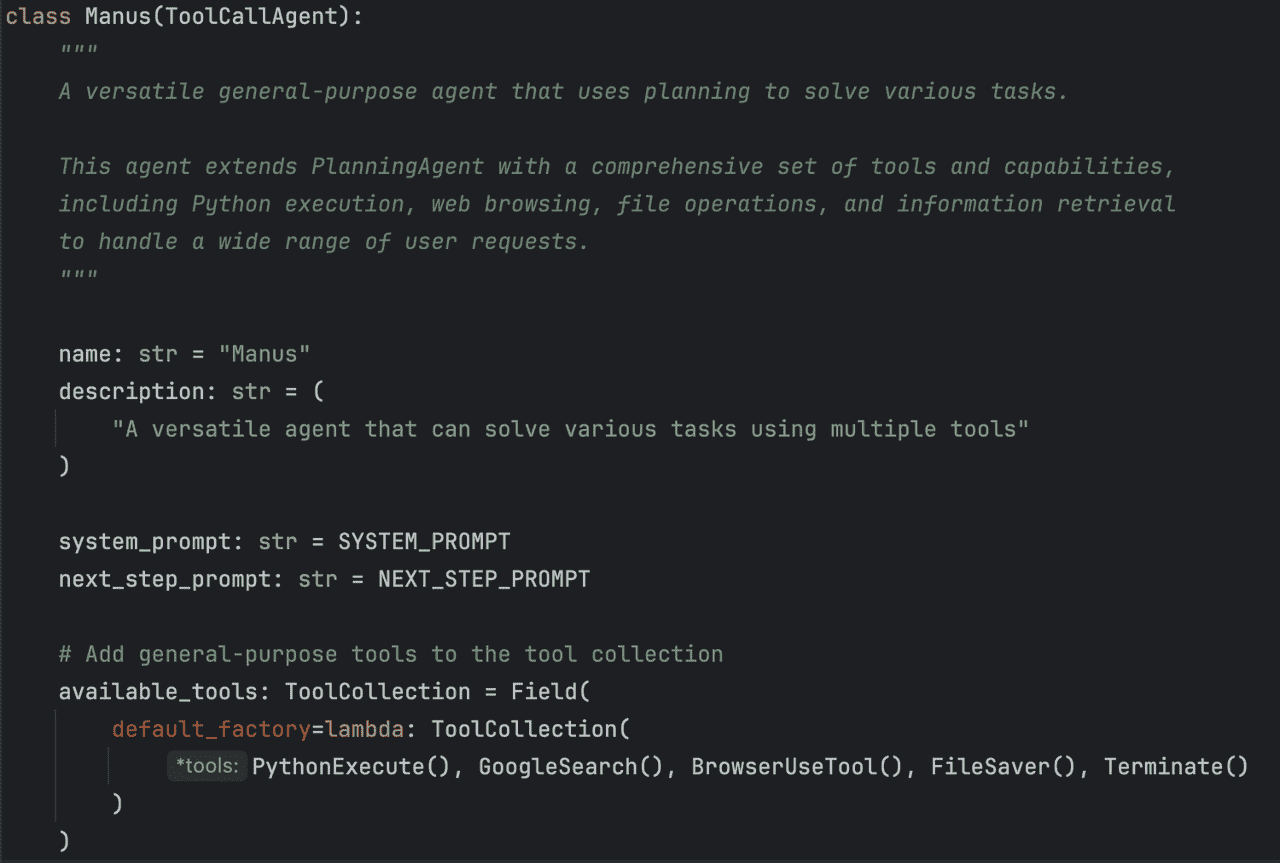 class Manus(ToolCallAgent):
"""
A versatile general-purpose agent that uses planning to solve various tasks.
This agent extends PlanningAgent with a comprehensive set of tools and capabilities,
including Python execution, web browsing, file operations, and information retrieval
to handle a wide range of user requests.
"""
name: str = "Manus"
description: str = (
"A versatile agent that can solve various tasks using multiple tools"
)
system_prompt: str = SYSTEM_PROMPT
next_step_prompt: str = NEXT_STEP_PROMPT
# Add general-purpose tools to the tool collection
available_tools: ToolCollection = Field(
default_factory=lambda: ToolCollection(
*tools: PythonExecute(), GoogleSearch(), BrowserUseTool(), FileSaver(), Terminate()
)
)